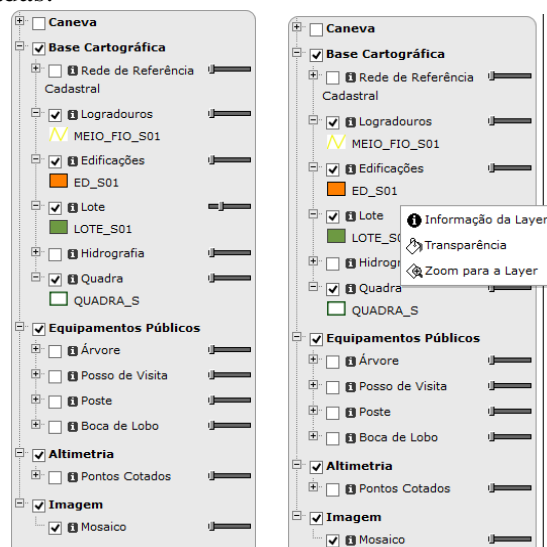 Caneva
Base Cartográfica
Rede de Referência
Cadastral
Logradouros
MEIO_FIO_S01
Edificações
ED_S01
Lote
LOTE_S01
Hidrografia
Quadra
QUADRA_S
Equipamentos Públicos
Árvore
Posso de Visita
Poste
Boca de Lobo
Altimetria
Pontos Cotados
Imagem
Mosaico
Caneva
Base Cartográfica
Rede de Referência
Cadastral
Logradouros
MEIO_FIO_S01
Edificações
ED_S01
Lote
Informação da Layer
LOTE_S0
Transparência
Hidrogr
Zoom para a Layer
Quadra
QUADRA_S
Equipamentos Públicos
Árvore
Posso de Visita
Poste
Boca de Lobo
Altimetria
Pontos Cotados
Imagem
Mosaico